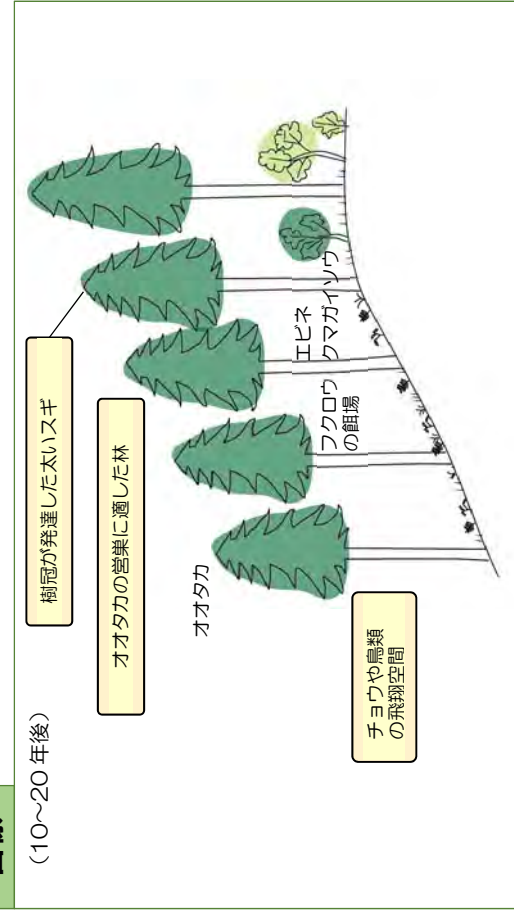 （10～20年後）
樹冠が発達した太いスギ
オオタカの営巣に適した林
オオタカ
フクロウ
の餌場
エビネ
クマガイソウ
チョウや鳥類
の飛翔空間